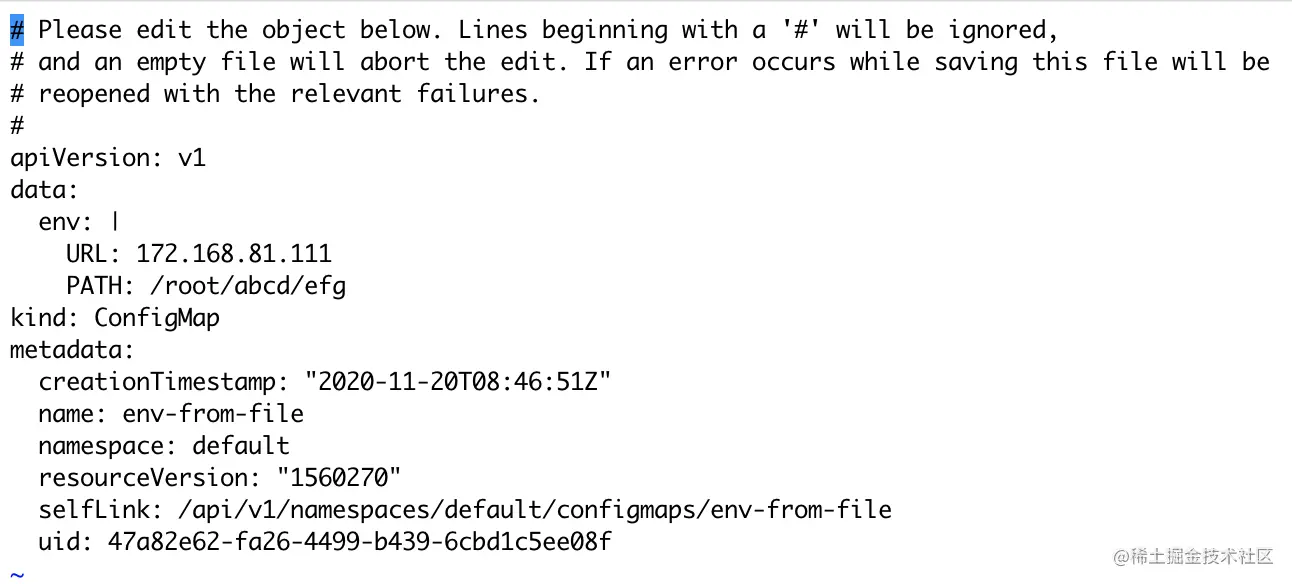 # Please edit the object below. Lines beginning with a '#' will be ignored,
# and an empty file will abort the edit. If an error occurs while saving this file will be
# reopened with the relevant failures.
#
apiVersion: v1
data:
  env: |
    URL: 172.168.81.111
    PATH: /root/abcd/efg
kind: ConfigMap
metadata:
  creationTimestamp: "2020-11-20T08:46:51Z"
  name: env-from-file
  namespace: default
  resourceVersion: "1560270"
  selfLink: /api/v1/namespaces/default/configmaps/env-from-file
  uid: 47a82e62-fa26-4499-b439-6cbd1c5ee08f
~
@稀土掘金技术社区